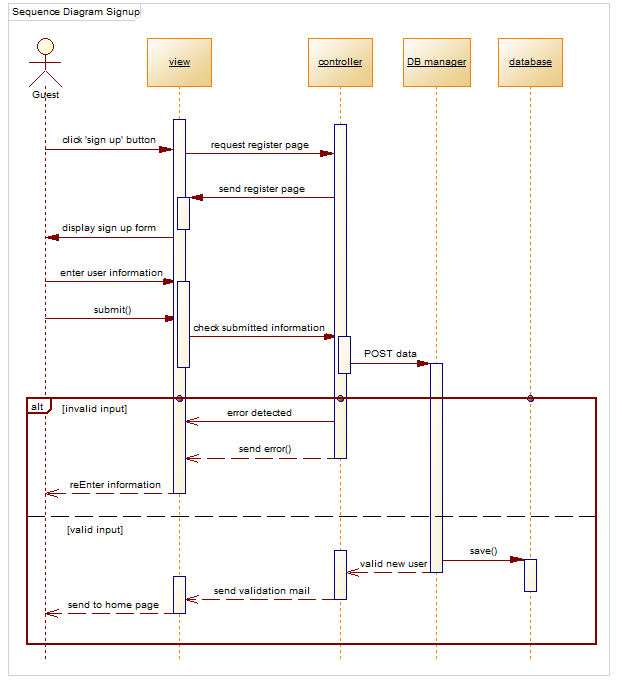 Sequence Diagram Signup
Guest
view
controller
DB manager
database
click 'sign up' button
request register page
send register page
display sign up form
enter user information
submit()
check submitted information
POST data
alt
[invalid input]
error detected
send error()
reEnter information
[valid input]
save()
valid new user
send validation mail
send to home page